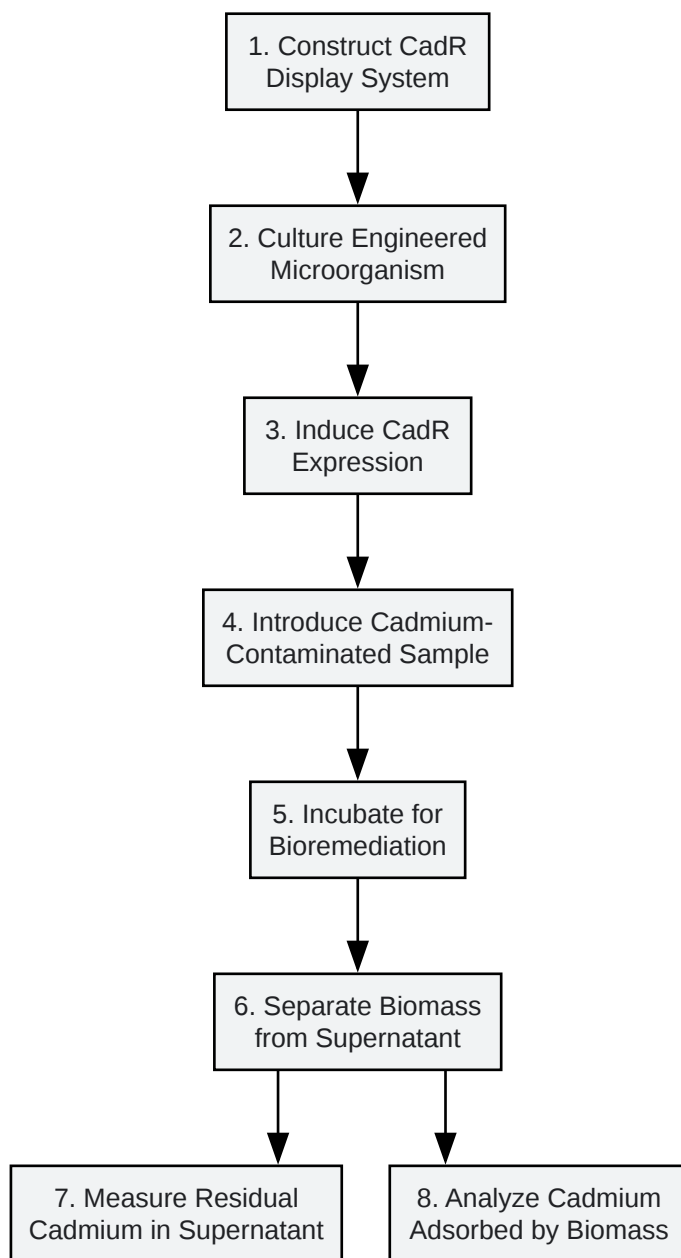 1. Construct CadR
Display System
2. Culture Engineered
Microorganism
3. Induce CadR
Expression
4. Introduce Cadmium-
Contaminated Sample
5. Incubate for
Bioremediation
6. Separate Biomass
from Supernatant
7. Measure Residual
Cadmium in Supernatant
8. Analyze Cadmium
Adsorbed by Biomass